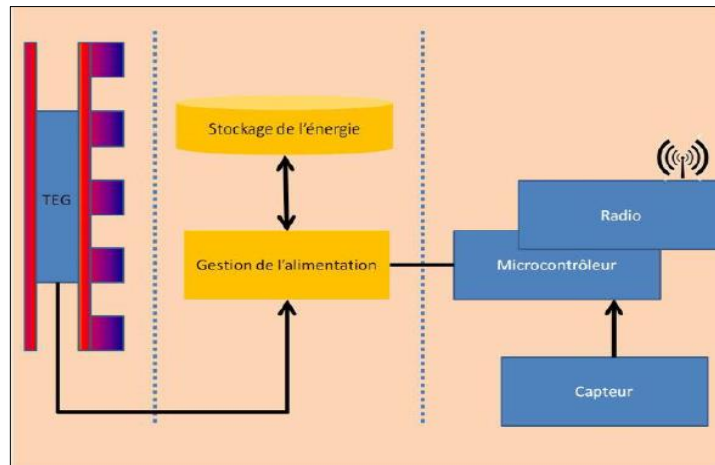 TEG
Stockage de l'énergie
Gestion de l'alimentation
Radio
Microcontrôleur
Capteur